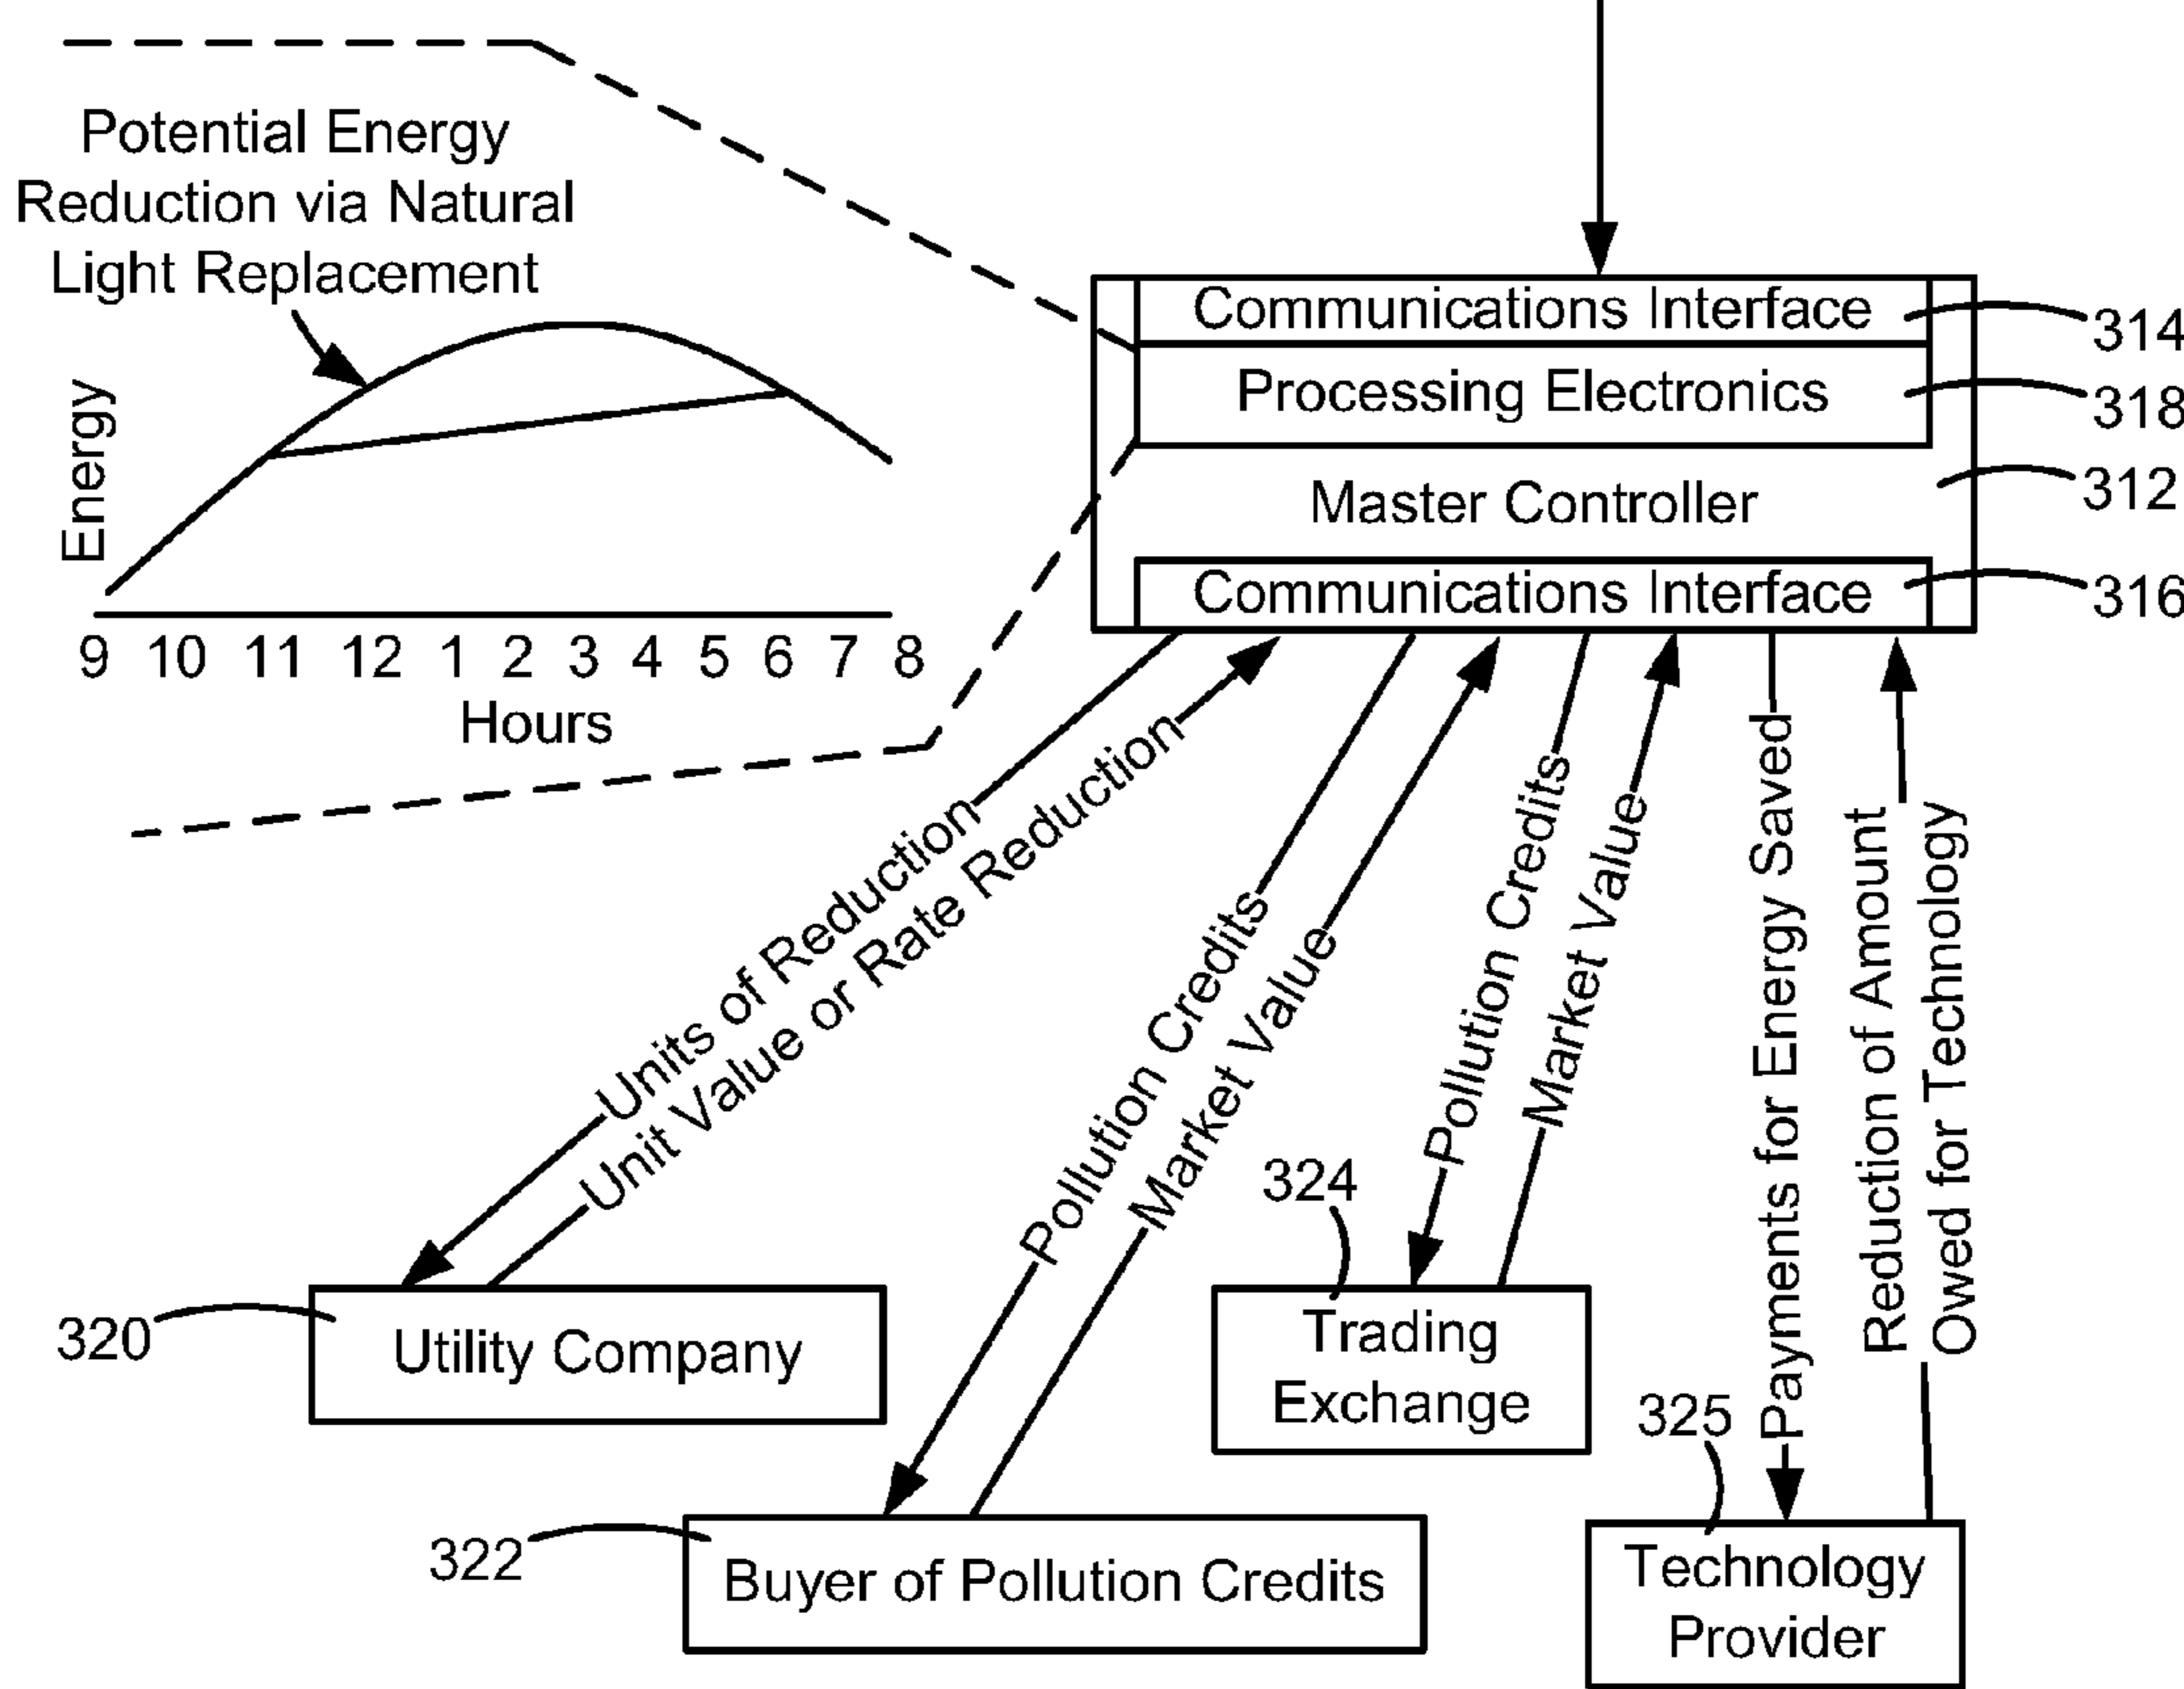 Potential Energy
Reduction via Natural
Light Replacement
Energy
9 10 11 12 1 2 3 4 5 6 7 8
Hours
Communications Interface
314
Processing Electronics
318
Master Controller
312
Communications Interface
316
Units of Reduction
Unit Value or Rate Reduction
Pollution Credits
Market Value
Pollution Credits
Market Value
Payments for Energy Saved
Reduction of Amount
Owed for Technology
320
Utility Company
322
Buyer of Pollution Credits
324
Trading
Exchange
325
Technology
Provider